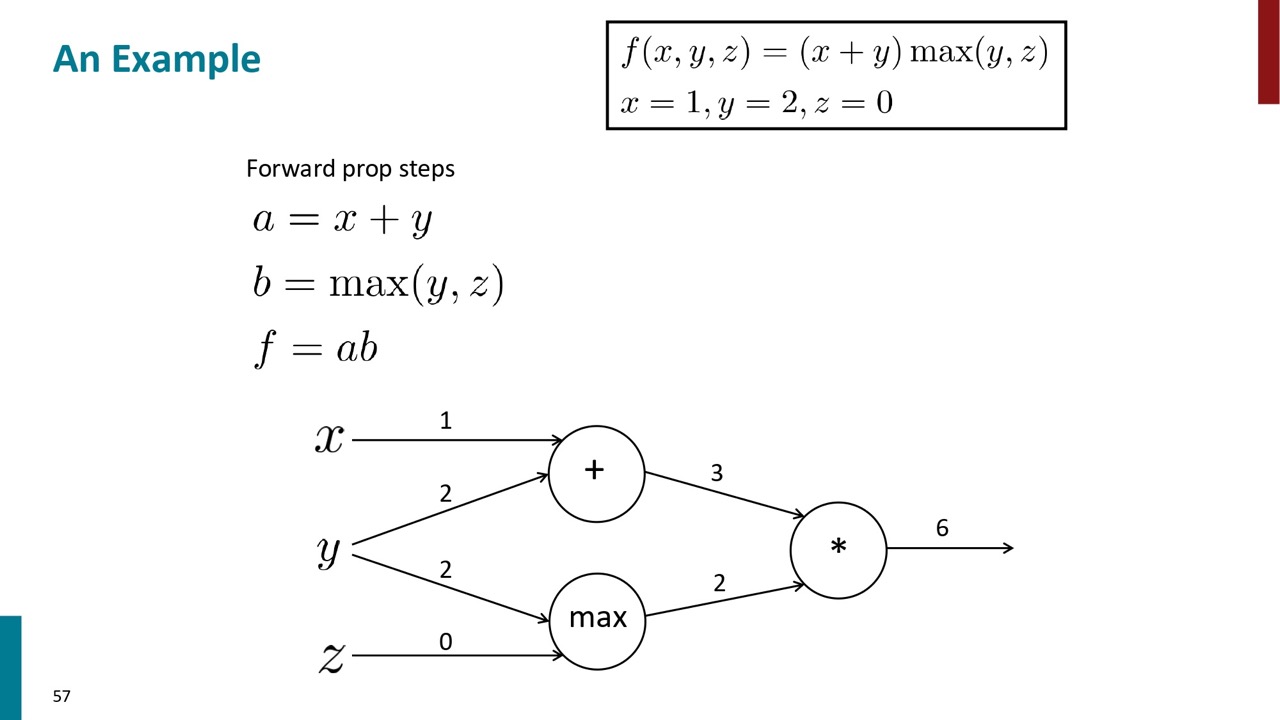 An Example
f(x, y, z) = (x + y) max(y, z)
x = 1, y = 2, z = 0
Forward prop steps
a = x + y
b = max(y, z)
f = ab
x
1
+
2
3
y
2
*
6
max
2
z
0
57